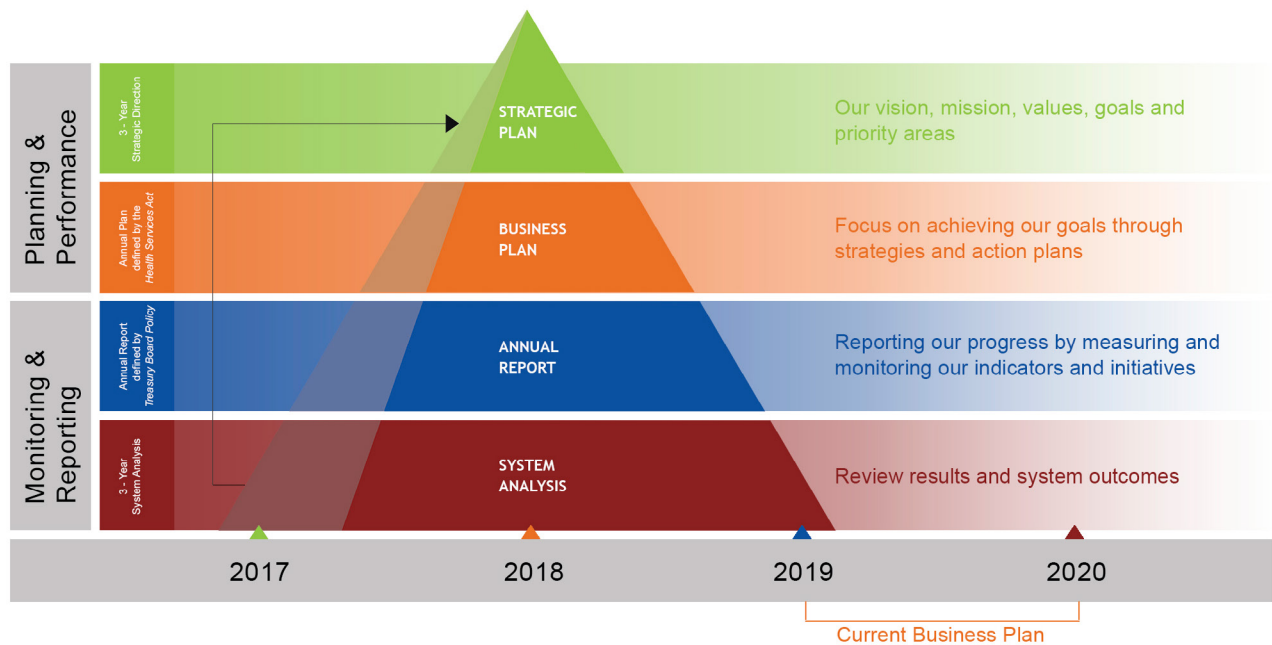 Planning &
Performance
3 - Year
Strategic Direction
STRATEGIC
PLAN
Our vision, mission, values, goals and
priority areas
Annual Plan
defined by the
Health Services Act
BUSINESS
PLAN
Focus on achieving our goals through
strategies and action plans
Monitoring &
Reporting
Annual Report
defined by
Treasury Board Policy
ANNUAL
REPORT
Reporting our progress by measuring and
monitoring our indicators and initiatives
3 - Year
System Analysis
SYSTEM
ANALYSIS
Review results and system outcomes
2017
2018
2019
2020
Current Business Plan